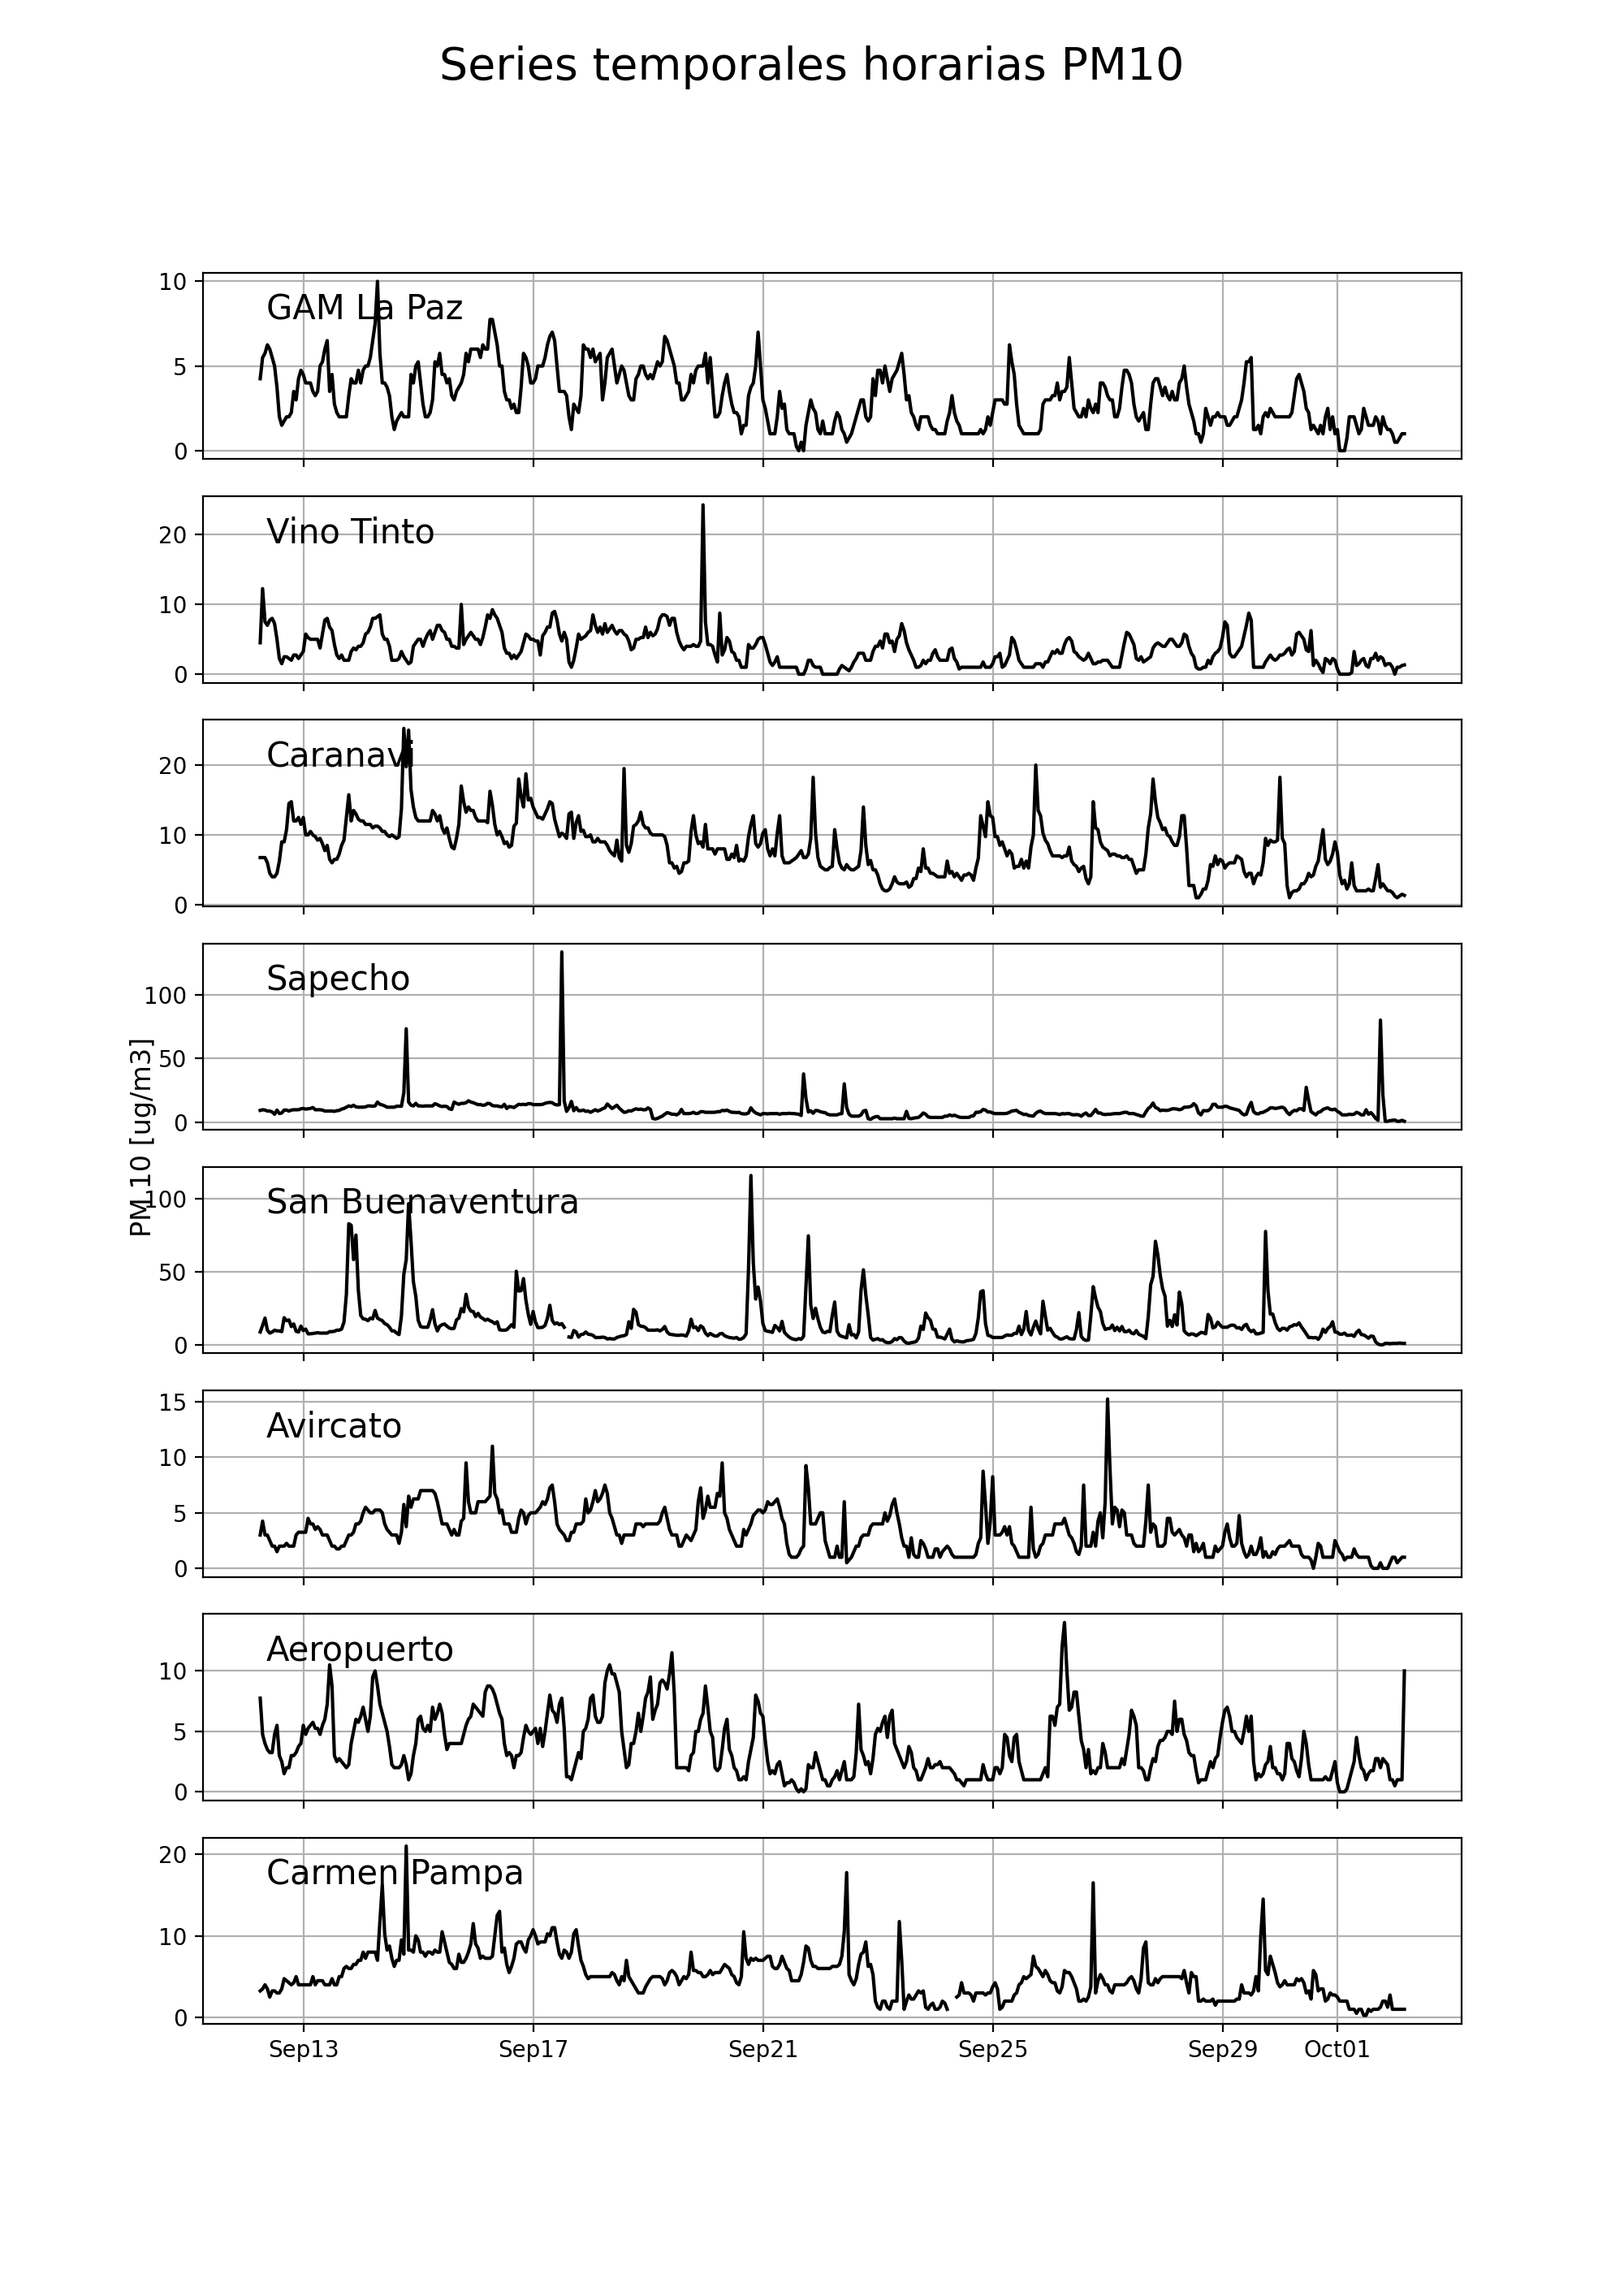 Series temporales horarias PM10
GAM La Paz
10
5
0
Vino Tinto
20
10
0
Caranavi
20
10
0
Sapecho
100
50
0
PM 10 [ug/m3]
San Buenaventura
100
50
0
Avircato
15
10
5
0
Aeropuerto
10
5
0
Carmen Pampa
20
10
0
Sep13 Sep17 Sep21 Sep25 Sep29 Oct01